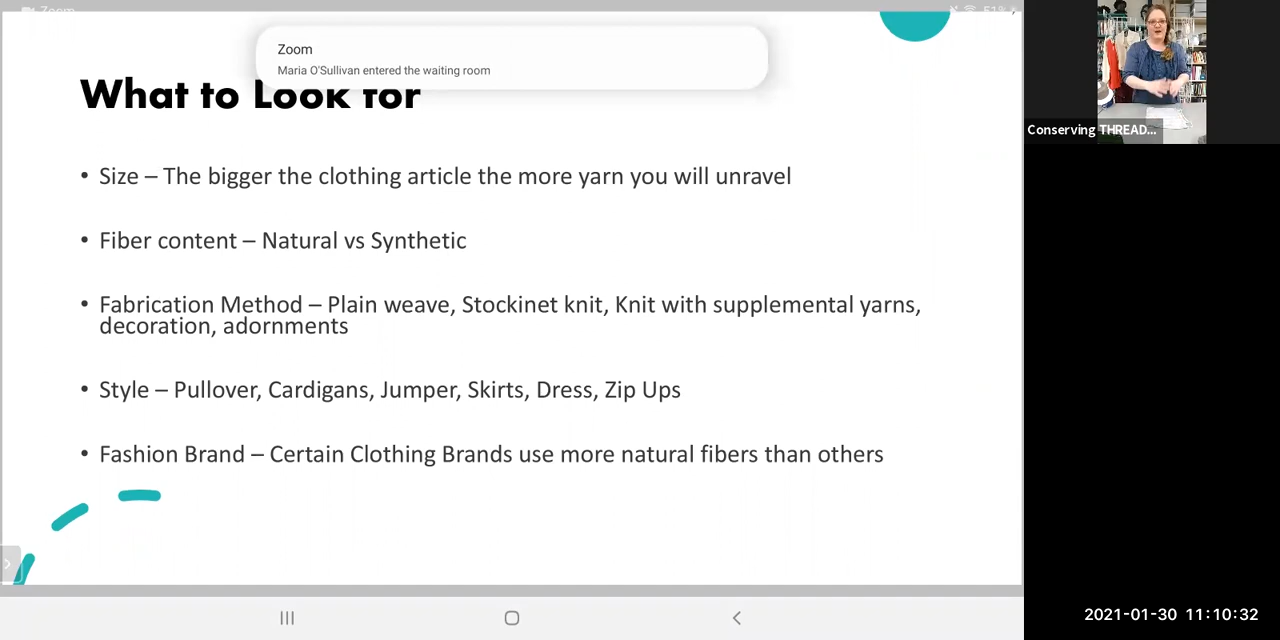 Zoom
51%
Zoom
Maria O'Sullivan entered the waiting room
What to Look for
• Size – The bigger the clothing article the more yarn you will unravel
• Fiber content – Natural vs Synthetic
• Fabrication Method – Plain weave, Stockinet knit, Knit with supplemental yarns,
decoration, adornments
• Style – Pullover, Cardigans, Jumper, Skirts, Dress, Zip Ups
• Fashion Brand – Certain Clothing Brands use more natural fibers than others
Conserving THREAD...
2021-01-30 11:10:32